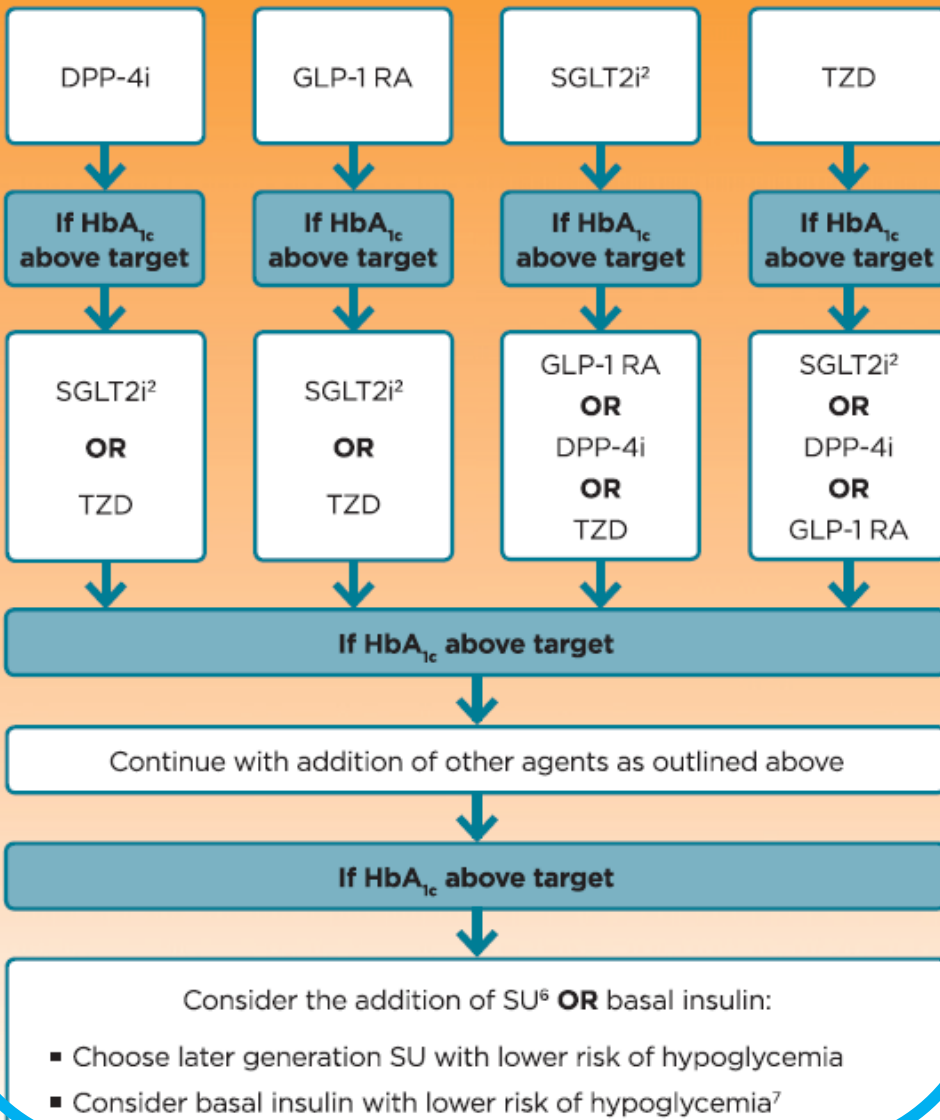 DPP-4i
GLP-1 RA
SGLT2i²
TZD
If HbA1c
above target
If HbA1c
above target
If HbA1c
above target
If HbA1c
above target
SGLT2i²
OR
TZD
SGLT2i²
OR
TZD
GLP-1 RA
OR
DPP-4i
OR
TZD
SGLT2i²
OR
DPP-4i
OR
GLP-1 RA
If HbA1c above target
Continue with addition of other agents as outlined above
If HbA1c above target
Consider the addition of SU⁶ OR basal insulin:
▪ Choose later generation SU with lower risk of hypoglycemia
▪ Consider basal insulin with lower risk of hypoglycemia⁷